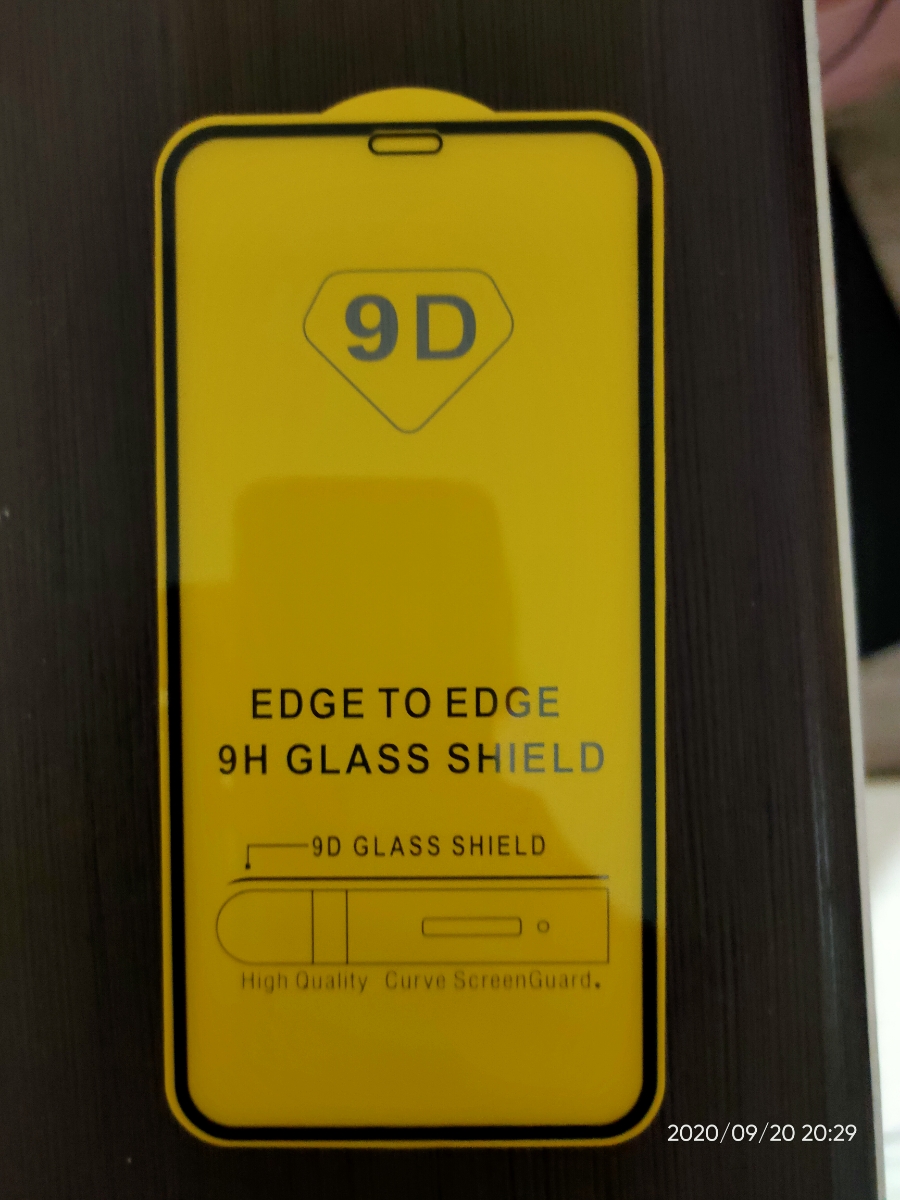 9D
EDGE TO EDGE
9H GLASS SHIELD
9D GLASS SHIELD
High Quality Curve ScreenGuard.
2020/09/20 20:29